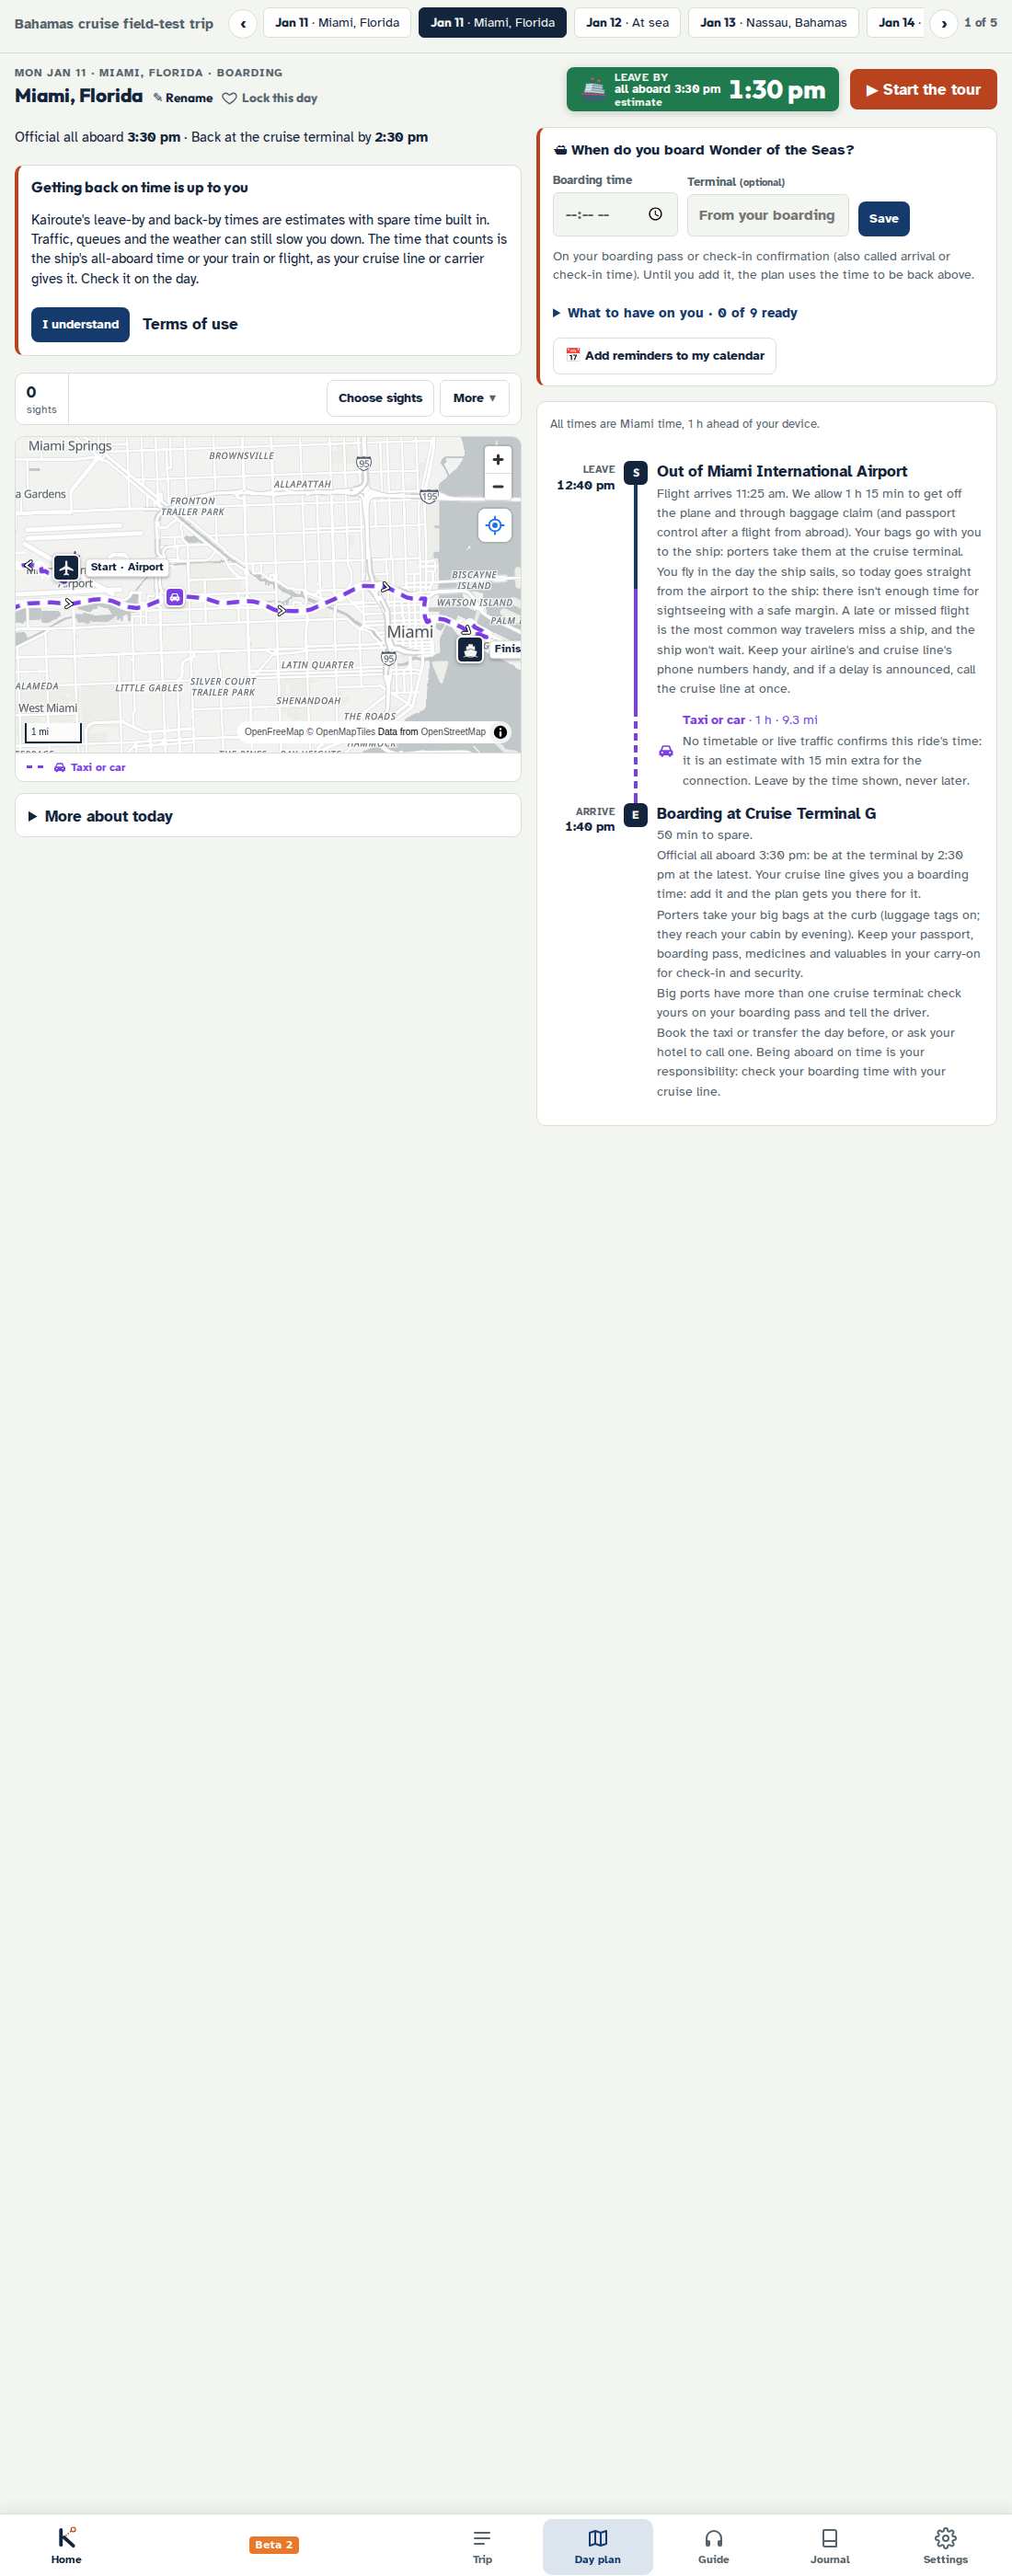 Bahamas cruise field-test trip
‹
Jan 11 · Miami, Florida
Jan 11 · Miami, Florida
Jan 12 · At sea
Jan 13 · Nassau, Bahamas
Jan 14 ·
›
1 of 5
MON JAN 11 · MIAMI, FLORIDA · BOARDING
Miami, Florida
✎ Rename
Lock this day
LEAVE BY
all aboard 3:30 pm
estimate
1:30 pm
▶ Start the tour
Official all aboard 3:30 pm · Back at the cruise terminal by 2:30 pm
Getting back on time is up to you
Kairoute's leave-by and back-by times are estimates with spare time built in.
Traffic, queues and the weather can still slow you down. The time that counts is
the ship's all-aboard time or your train or flight, as your cruise line or carrier
gives it. Check it on the day.
I understand
Terms of use
0
sights
Choose sights
More ▾
Miami Springs
BROWNSVILLE
95
ALLAPATTAH
195
a Gardens
FRONTON
TRAILER PARK
+
−
Start · Airport
Airport
BISCAYNE
ISLAND
WATSON ISLAND
PALM
Miami
Finis
95
LATIN QUARTER
ALAMEDA
LITTLE GABLES
SILVER COURT
TRAILER PARK
SHENANDOAH
West Miami
THE ROADS
1 mi
OpenFreeMap © OpenMapTiles Data from OpenStreetMap
HAMMOCK
Taxi or car
▶ More about today
When do you board Wonder of the Seas?
Boarding time
Terminal (optional)
--:-- --
From your boarding
Save
On your boarding pass or check-in confirmation (also called arrival or
check-in time). Until you add it, the plan uses the time to be back above.
▶ What to have on you · 0 of 9 ready
Add reminders to my calendar
All times are Miami time, 1 h ahead of your device.
LEAVE
12:40 pm
S
Out of Miami International Airport
Flight arrives 11:25 am. We allow 1 h 15 min to get off
the plane and through baggage claim (and passport
control after a flight from abroad). Your bags go with you
to the ship: porters take them at the cruise terminal.
You fly in the day the ship sails, so today goes straight
from the airport to the ship: there isn't enough time for
sightseeing with a safe margin. A late or missed flight
is the most common way travelers miss a ship, and the
ship won't wait. Keep your airline's and cruise line's
phone numbers handy, and if a delay is announced, call
the cruise line at once.
Taxi or car · 1 h · 9.3 mi
No timetable or live traffic confirms this ride's time:
it is an estimate with 15 min extra for the
connection. Leave by the time shown, never later.
ARRIVE
1:40 pm
E
Boarding at Cruise Terminal G
50 min to spare.
Official all aboard 3:30 pm: be at the terminal by 2:30
pm at the latest. Your cruise line gives you a boarding
time: add it and the plan gets you there for it.
Porters take your big bags at the curb (luggage tags on;
they reach your cabin by evening). Keep your passport,
boarding pass, medicines and valuables in your carry-on
for check-in and security.
Big ports have more than one cruise terminal: check
yours on your boarding pass and tell the driver.
Book the taxi or transfer the day before, or ask your
hotel to call one. Being aboard on time is your
responsibility: check your boarding time with your
cruise line.
Home
Beta 2
Trip
Day plan
Guide
Journal
Settings